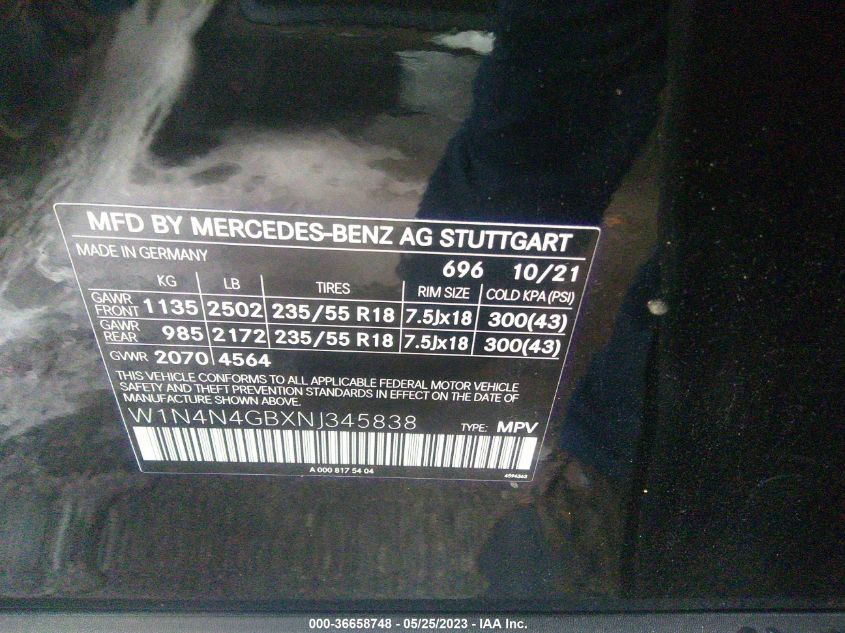 MFD BY MERCEDES-BENZ AG STUTTGART
MADE IN GERMANY 696 10/21
KG LB TIRES RIM SIZE COLD KPA (PSI)
GAWR FRONT 1135 2502 235/55 R18 7.5Jx18 300(43)
GAWR REAR 985 2172 235/55 R18 7.5Jx18 300(43)
GVWR 2070 4564
THIS VEHICLE CONFORMS TO ALL APPLICABLE FEDERAL MOTOR VEHICLE
SAFETY AND THEFT PREVENTION STANDARDS IN EFFECT ON THE DATE OF
MANUFACTURE SHOWN ABOVE.
W1N4N4GBXNJ345838 TYPE: MPV
A 000 817 54 04 4594363
000-36658748 - 05/25/2023 - IAA Inc.